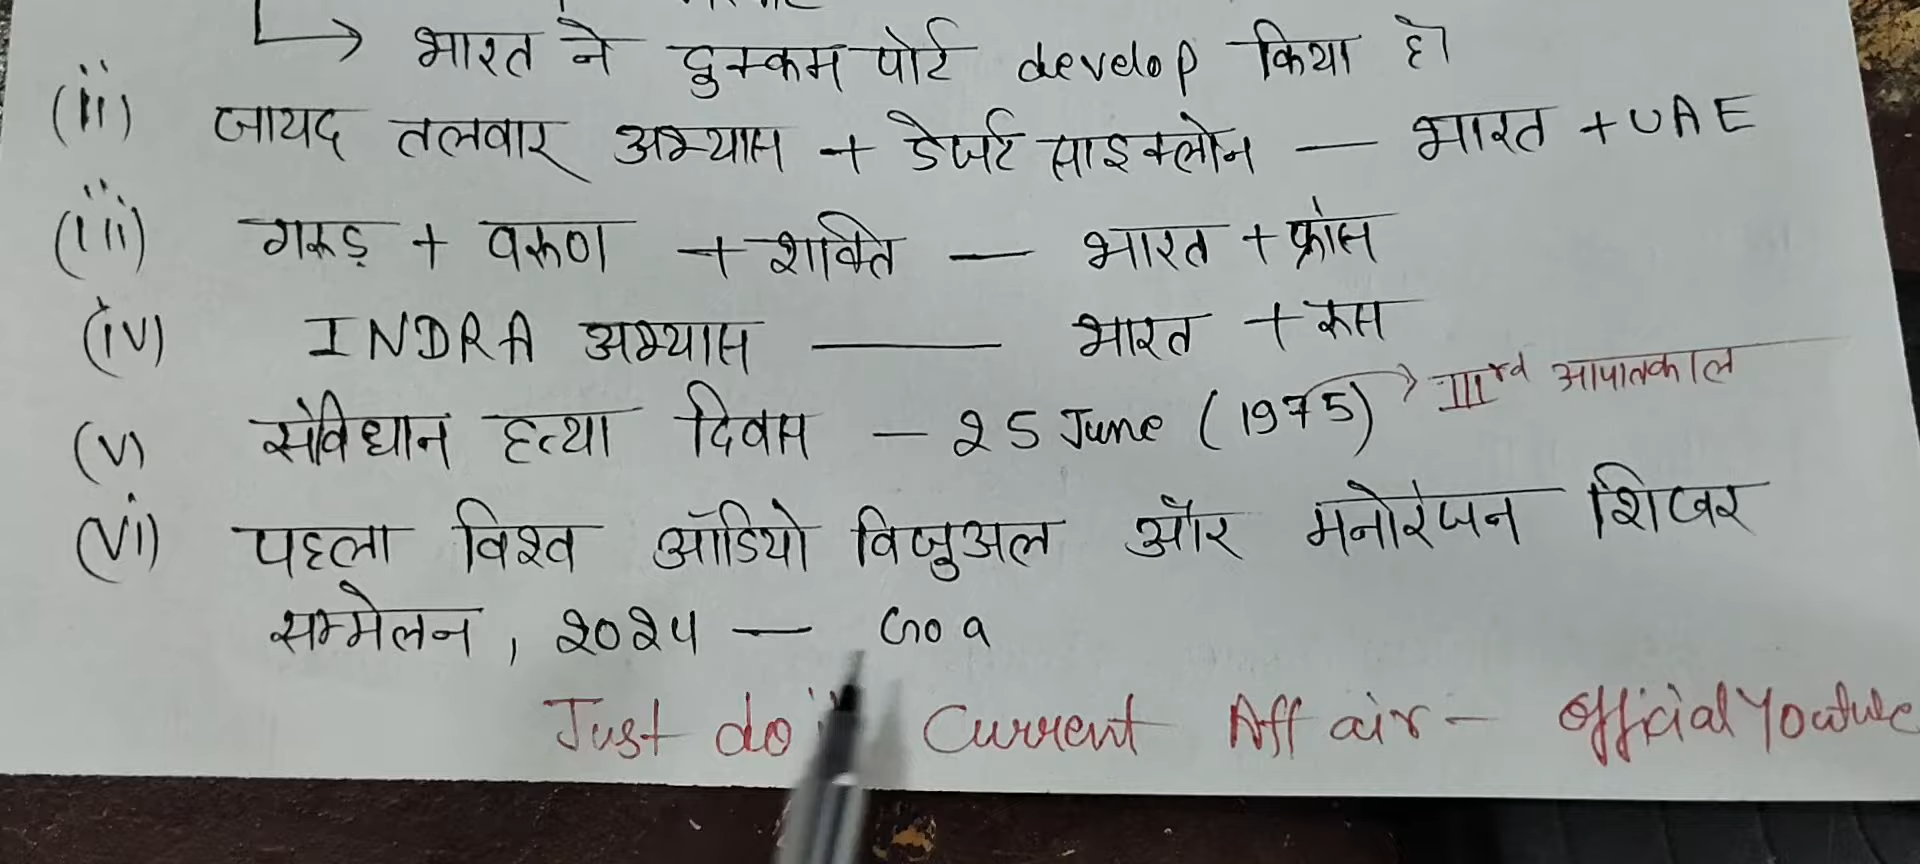 → भारत ने दुम्कम पोर्ट develop किया है।
(ii) जायद तलवार अभ्यास + डेजर्ट साइक्लोन — भारत + UAE
(iii) गरुड़ + वरुण + शक्ति — भारत + फ्रांस
(iv) INDRA अभ्यास — भारत + रूस
(v) संविधान हत्या दिवस — 25 June (1975) → IIIrd आपातकाल
(vi) पहला विश्व ऑडियो विजुअल और मनोरंजन शिखर
सम्मेलन, 2024 — Goa
Just do Current Affair - Official Youtube